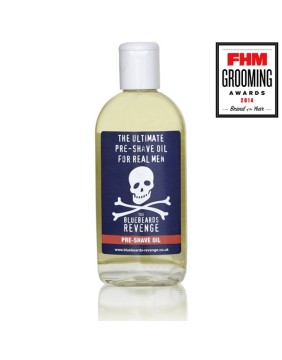 FHM
GROOMING
AWARDS
2014
Brand of the Year
THE ULTIMATE
PRE-SHAVE OIL
FOR REAL MEN
THE
BLUEBEARDS
REVENGE
PRE-SHAVE OIL
www.bluebeards-revenge.co.uk